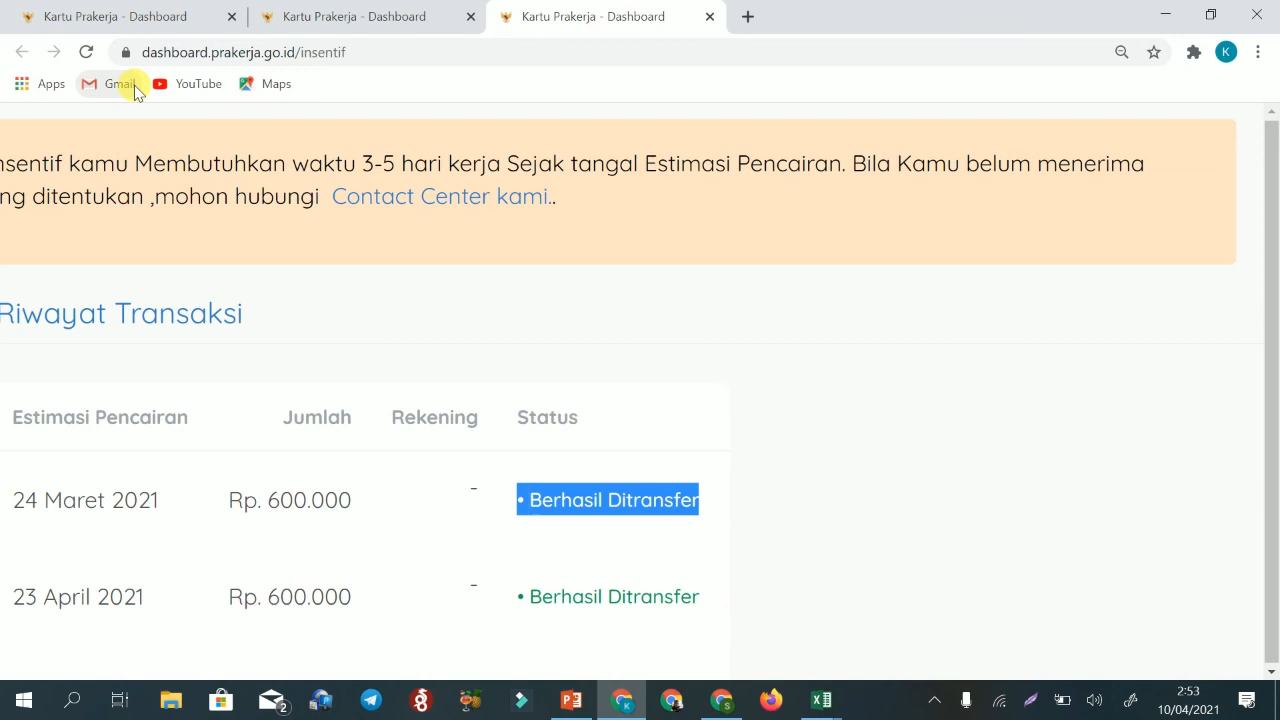 Kartu Prakerja - Dashboard
Kartu Prakerja - Dashboard
Kartu Prakerja - Dashboard
dashboard.prakerja.go.id/insentif
K
Apps
Gmail
YouTube
Maps
nsentif kamu Membutuhkan waktu 3-5 hari kerja Sejak tangal Estimasi Pencairan. Bila Kamu belum menerima
ng ditentukan ,mohon hubungi Contact Center kami..
Riwayat Transaksi
Estimasi Pencairan Jumlah Rekening Status
24 Maret 2021 Rp. 600.000 - • Berhasil Ditransfer
23 April 2021 Rp. 600.000 - • Berhasil Ditransfer
2
2:53
10/04/2021